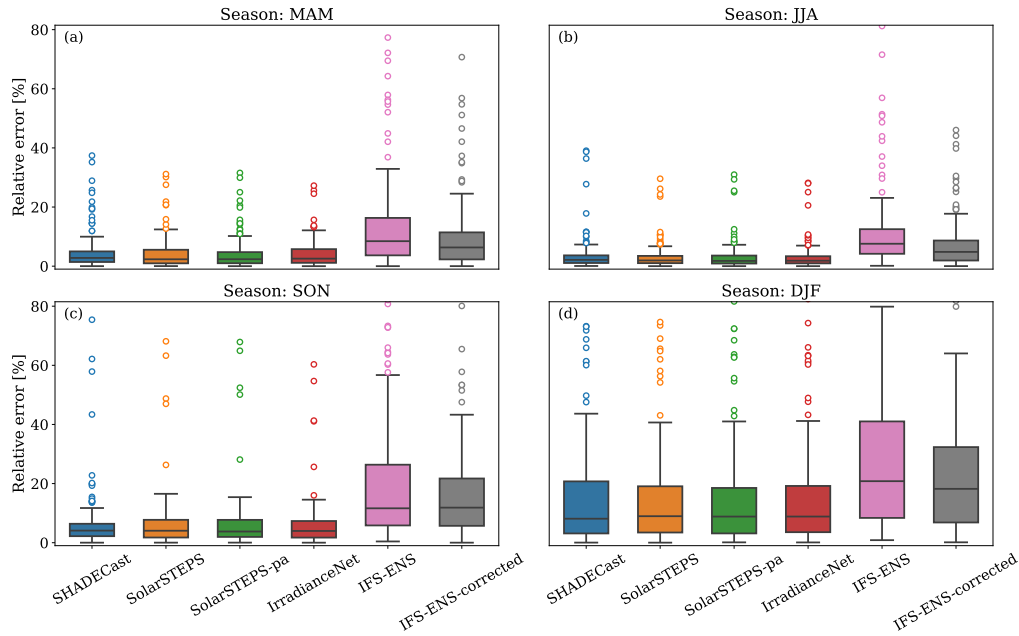 Season: MAM
Season: JJA
(a)
(b)
Relative error [%]
80
60
40
20
0
Season: SON
Season: DJF
(c)
(d)
Relative error [%]
80
60
40
20
0
SHADECast
SolarSTEPS
SolarSTEPS-pa
IrradianceNet
IFS-ENS
IFS-ENS-corrected
SHADECast
SolarSTEPS
SolarSTEPS-pa
IrradianceNet
IFS-ENS
IFS-ENS-corrected